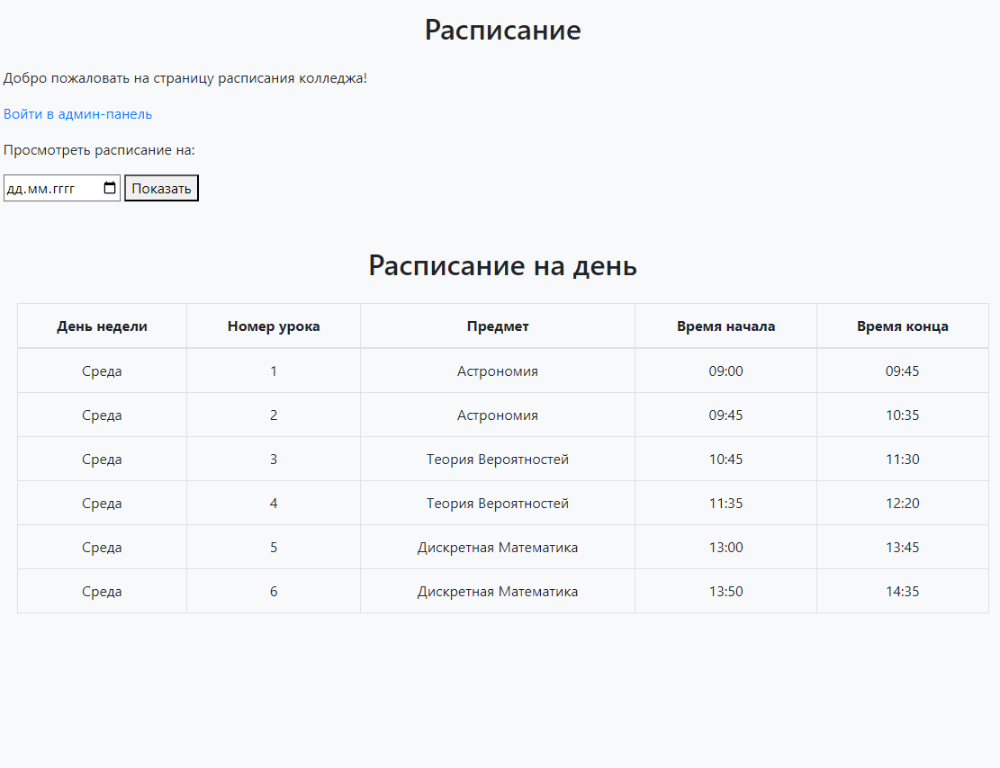 Расписание
Добро пожаловать на страницу расписания колледжа!
Войти в админ-панель
Просмотреть расписание на:
дд.мм.гггг Показать
Расписание на день
День недели Номер урока Предмет Время начала Время конца
Среда 1 Астрономия 09:00 09:45
Среда 2 Астрономия 09:45 10:35
Среда 3 Теория Вероятностей 10:45 11:30
Среда 4 Теория Вероятностей 11:35 12:20
Среда 5 Дискретная Математика 13:00 13:45
Среда 6 Дискретная Математика 13:50 14:35